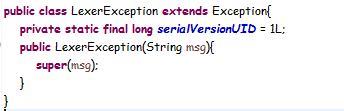 public class LexerException extends Exception{
    private static final long serialVersionUID = 1L;
    public LexerException(String msg){
        super(msg);
    }
}